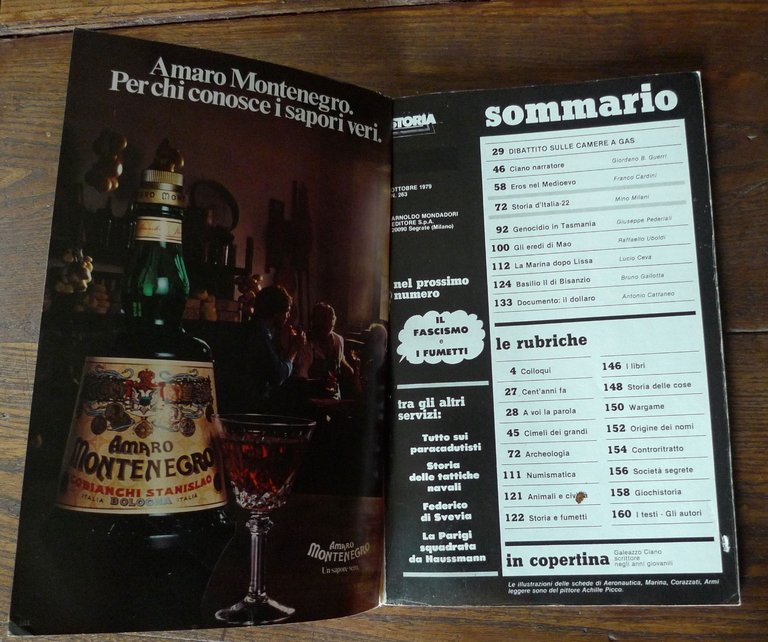 Amaro Montenegro.
Per chi conosce i sapori veri.
AMARO MONTENEGRO
AMARO
MONTENEGRO
COBIANCHI STANISLAO
ITALIA BOLOGNA ITALIA
AMARO
MONTENEGRO
Un sapore vero.
STORIA
OTTOBRE 1979
N. 263
ARNOLDO MONDADORI
EDITORE S.p.A.
20090 Segrate (Milano)
nel prossimo
numero
IL
FASCISMO
e
I FUMETTI
tra gli altri
servizi:
Tutto sui
paracadutisti
Storia
delle tattiche
navali
Federico
di Svevia
La Parigi
squadrata
da Haussmann
sommario
29 DIBATTITO SULLE CAMERE A GAS
46 Ciano narratore Giordano B. Guerri
58 Eros nel Medioevo Franco Cardini
72 Storia d'Italia-22 Mino Milani
92 Genocidio in Tasmania Giuseppe Pederiali
100 Gli eredi di Mao Raffaello Uboldi
112 La Marina dopo Lissa Lucio Ceva
124 Basilio II di Bisanzio Bruno Gallotta
133 Documento: il dollaro Antonio Cattaneo
le rubriche
4 Colloqui
27 Cent'anni fa
28 A voi la parola
45 Cimeli dei grandi
72 Archeologia
111 Numismatica
121 Animali e
122 Storia e fumetti
146 I libri
148 Storia delle cose
150 Wargame
152 Origine dei nomi
154 Controritratto
156 Società segrete
158 Giochistoria
160 I testi - Gli autori
in copertina
Galeazzo Ciano
scrittore
negli anni giovanili
Le illustrazioni delle schede di Aeronautica, Marina, Corazzati, Armi
leggere sono del pittore Achille Picco.